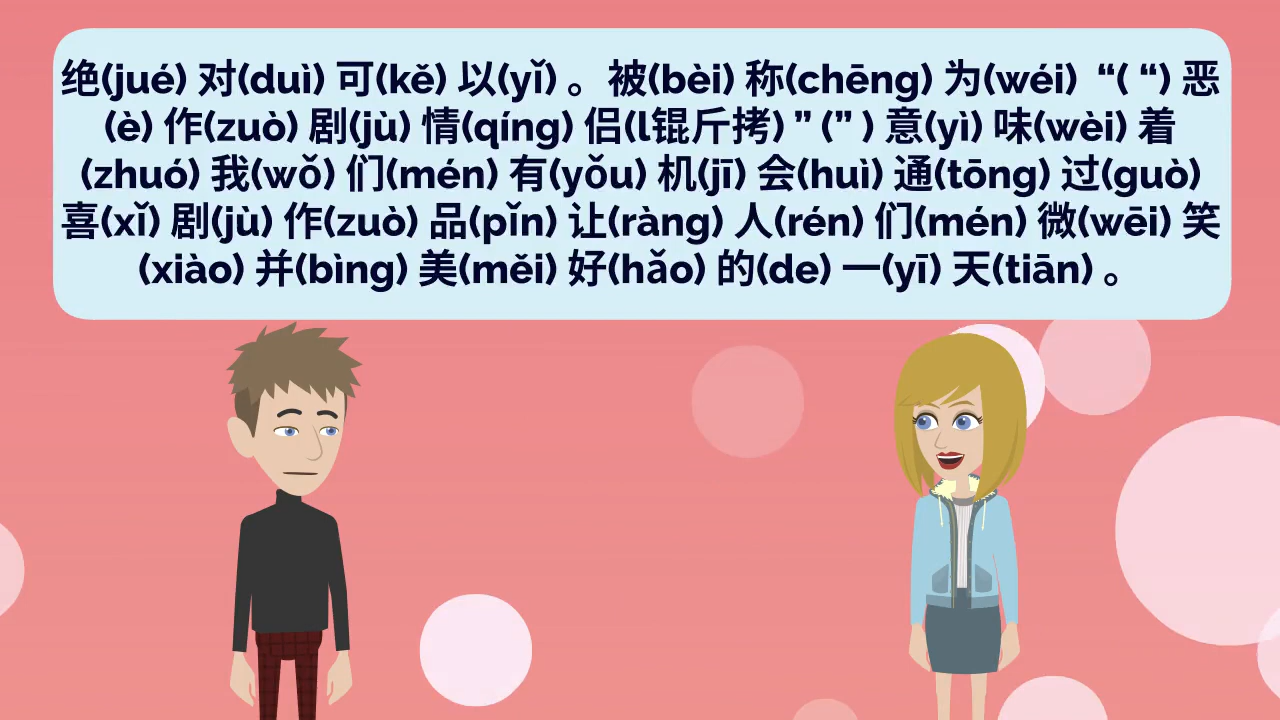 绝(jué) 对(duì) 可(kě) 以(yǐ) 。被(bèi) 称(chēng) 为(wéi) “( “) 恶
(è) 作(zuò) 剧(jù) 情(qíng) 侣(l锟斤拷) ” (” ) 意(yì) 味(wèi) 着
(zhuó) 我(wǒ) 们(mén) 有(yǒu) 机(jī) 会(huì) 通(tōng) 过(guò)
喜(xǐ) 剧(jù) 作(zuò) 品(pǐn) 让(ràng) 人(rén) 们(mén) 微(wēi) 笑
(xiào) 并(bìng) 美(měi) 好(hǎo) 的(de) 一(yī) 天(tiān) 。